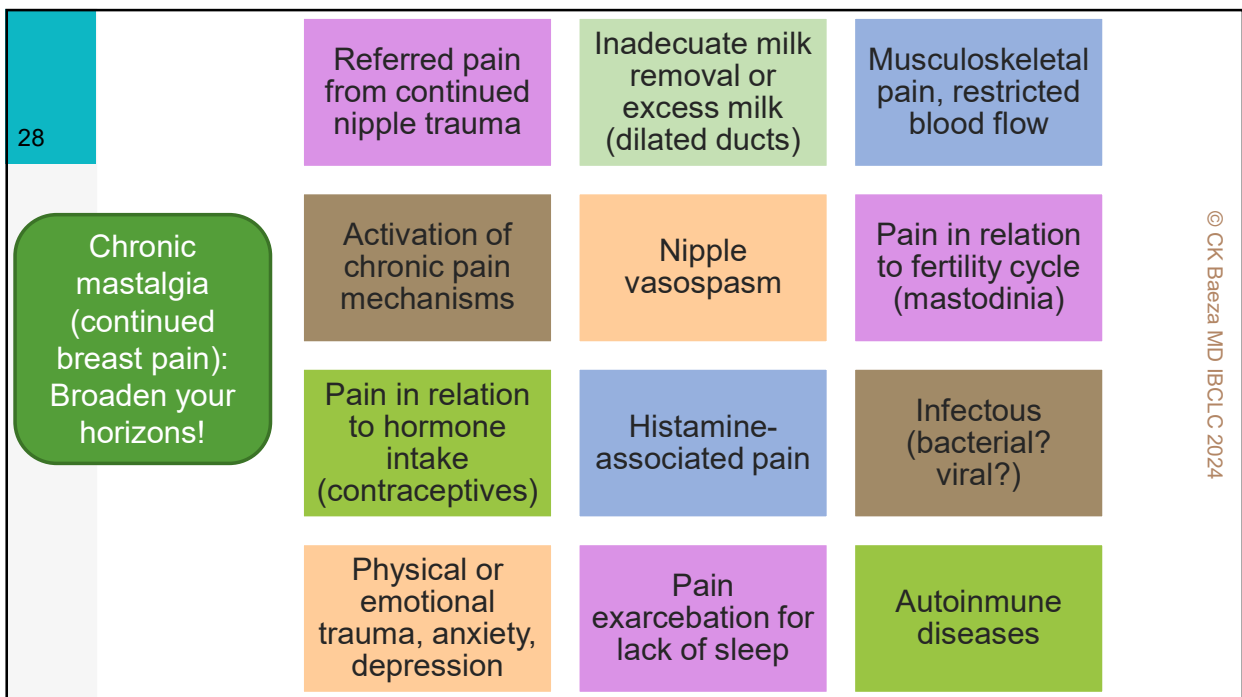 28
Chronic
mastalgia
(continued
breast pain):
Broaden your
horizons!
Referred pain
from continued
nipple trauma
Inadecuate milk
removal or
excess milk
(dilated ducts)
Musculoskeletal
pain, restricted
blood flow
Activation of
chronic pain
mechanisms
Nipple
vasospasm
Pain in relation
to fertility cycle
(mastodinia)
Pain in relation
to hormone
intake
(contraceptives)
Histamine-
associated pain
Infectous
(bacterial?
viral?)
Physical or
emotional
trauma, anxiety,
depression
Pain
exarcebation for
lack of sleep
Autoinmune
diseases
© CK Baeza MD IBCLC 2024